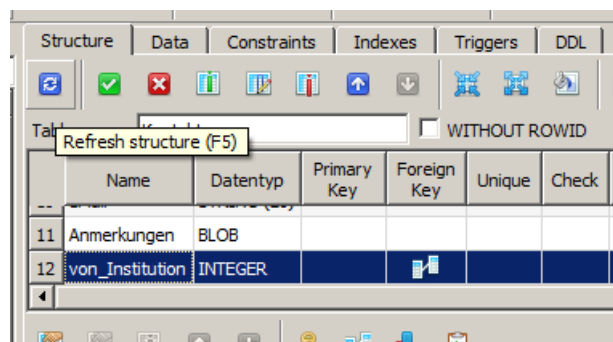 Structure Data Constraints Indexes Triggers DDL
WITHOUT ROWID
Refresh structure (F5)
Name Datentyp Primary Key Foreign Key Unique Check
11 Anmerkungen BLOB
12 von_Institution INTEGER